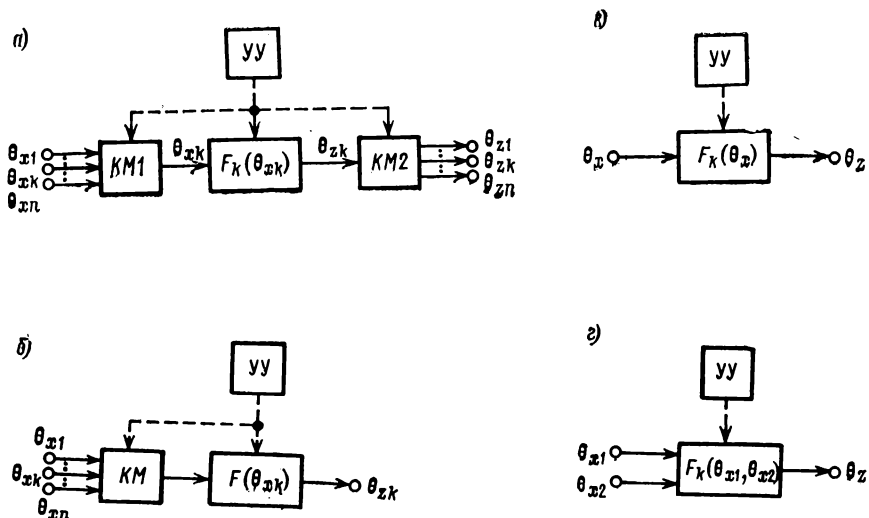 а)
УУ
θx1
θxk
θxn
КМ1
θxk
Fk(θxk)
θzk
КМ2
θz1
θzk
θzn
в)
УУ
θx
Fk(θx)
θz
б)
УУ
θx1
θxk
θxn
КМ
F(θxk)
θzk
г)
УУ
θx1
θx2
Fk(θx1,θx2)
θz